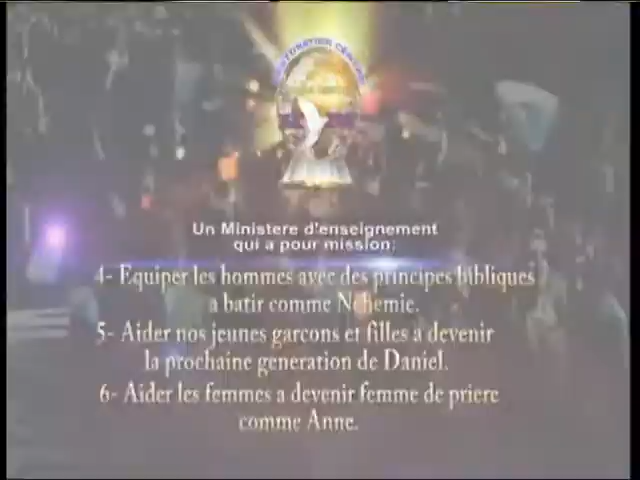 RESTORATION CENTRE
Un Ministere d'enseignement
qui a pour mission;
4- Equiper les hommes avec des principes bibliques
a batir comme Nehemie.
5- Aider nos jeunes garcons et filles a devenir
la prochaine generation de Daniel.
6- Aider les femmes a devenir femme de priere
comme Anne.